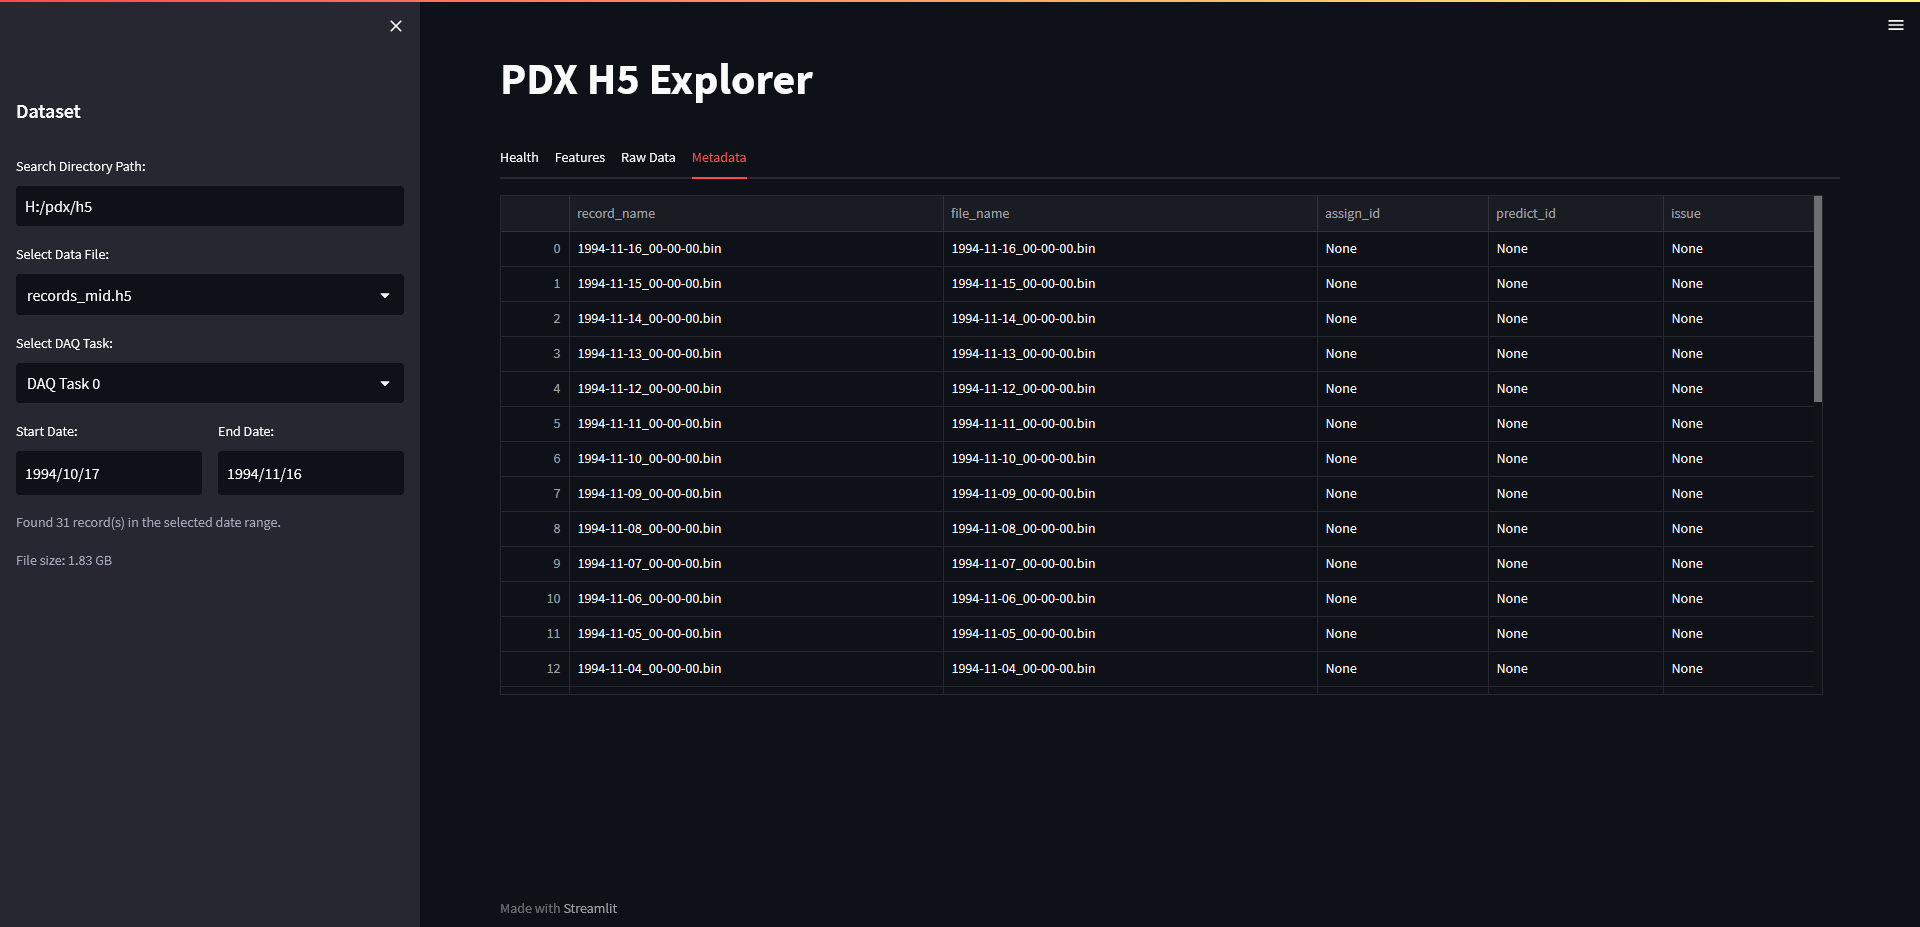 Dataset
Search Directory Path:
H:/pdx/h5
Select Data File:
records_mid.h5
Select DAQ Task:
DAQ Task 0
Start Date: End Date:
1994/10/17 1994/11/16
Found 31 record(s) in the selected date range.
File size: 1.83 GB
PDX H5 Explorer
Health Features Raw Data Metadata
record_name file_name assign_id predict_id issue
0 1994-11-16_00-00-00.bin 1994-11-16_00-00-00.bin None None None
1 1994-11-15_00-00-00.bin 1994-11-15_00-00-00.bin None None None
2 1994-11-14_00-00-00.bin 1994-11-14_00-00-00.bin None None None
3 1994-11-13_00-00-00.bin 1994-11-13_00-00-00.bin None None None
4 1994-11-12_00-00-00.bin 1994-11-12_00-00-00.bin None None None
5 1994-11-11_00-00-00.bin 1994-11-11_00-00-00.bin None None None
6 1994-11-10_00-00-00.bin 1994-11-10_00-00-00.bin None None None
7 1994-11-09_00-00-00.bin 1994-11-09_00-00-00.bin None None None
8 1994-11-08_00-00-00.bin 1994-11-08_00-00-00.bin None None None
9 1994-11-07_00-00-00.bin 1994-11-07_00-00-00.bin None None None
10 1994-11-06_00-00-00.bin 1994-11-06_00-00-00.bin None None None
11 1994-11-05_00-00-00.bin 1994-11-05_00-00-00.bin None None None
12 1994-11-04_00-00-00.bin 1994-11-04_00-00-00.bin None None None
Made with Streamlit